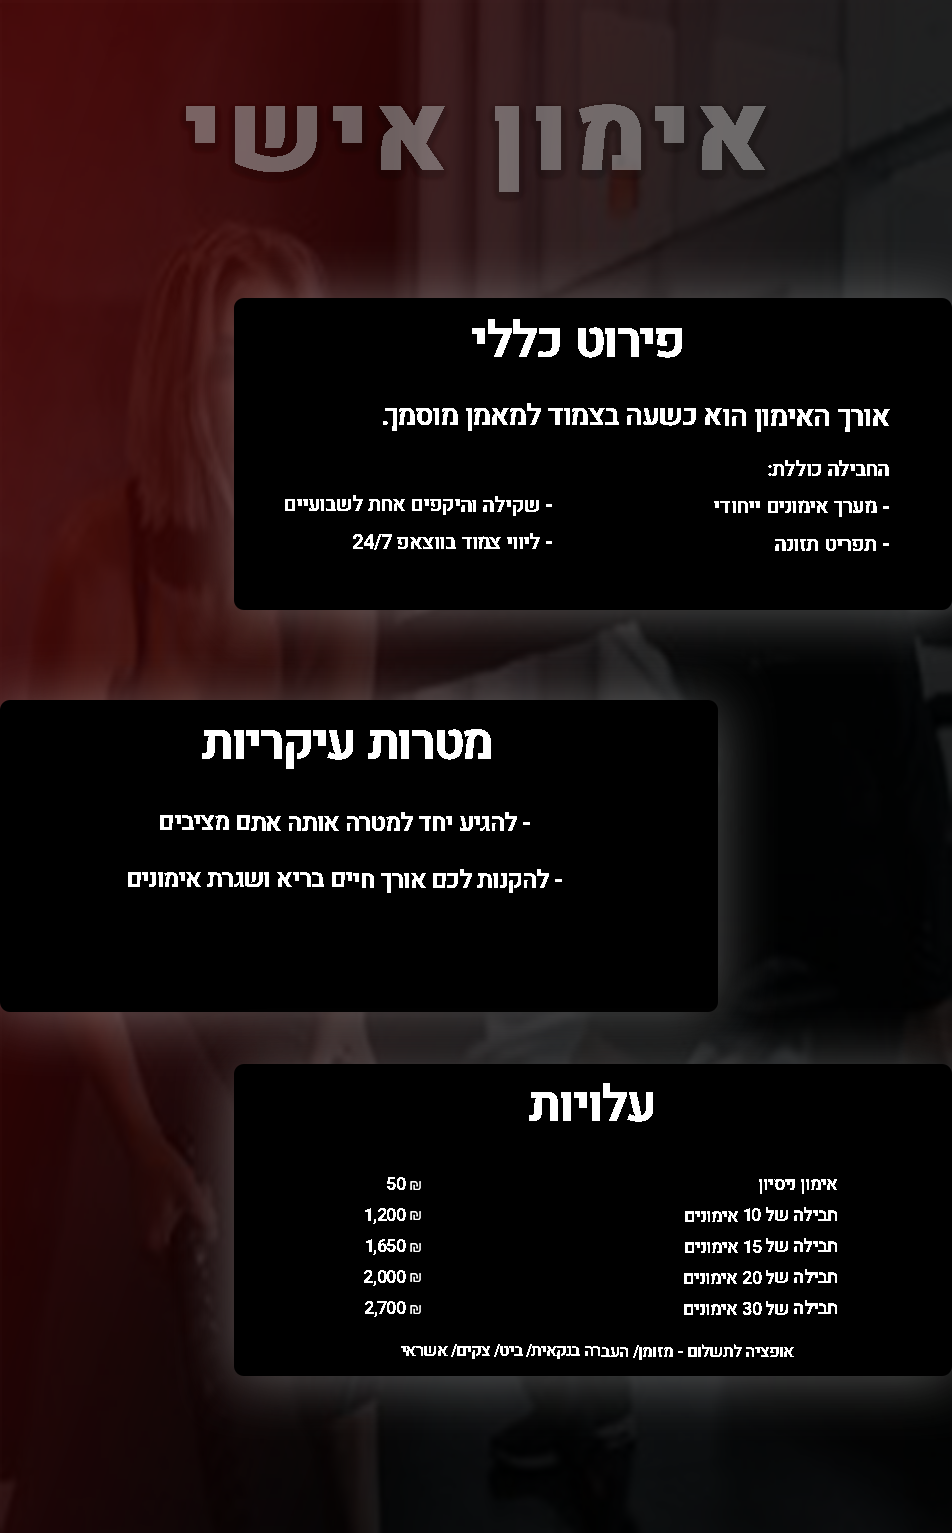 אימון אישי
פירוט כללי
אורך האימון הוא כשעה בצמוד למאמן מוסמך.
החבילה כוללת:
- מערך אימונים ייחודי
- תפריט תזונה
- שקילה והיקפים אחת לשבועיים
- ליווי צמוד בווצאפ 24/7
מטרות עיקריות
- להגיע יחד למטרה אותה אתם מציבים
- להקנות לכם אורך חיים בריא ושגרת אימונים
עלויות
אימון ניסיון 50 ₪
חבילה של 10 אימונים 1,200 ₪
חבילה של 15 אימונים 1,650 ₪
חבילה של 20 אימונים 2,000 ₪
חבילה של 30 אימונים 2,700 ₪
אופציה לתשלום - מזומן/ העברה בנקאית/ ביט/ צקים/ אשראי